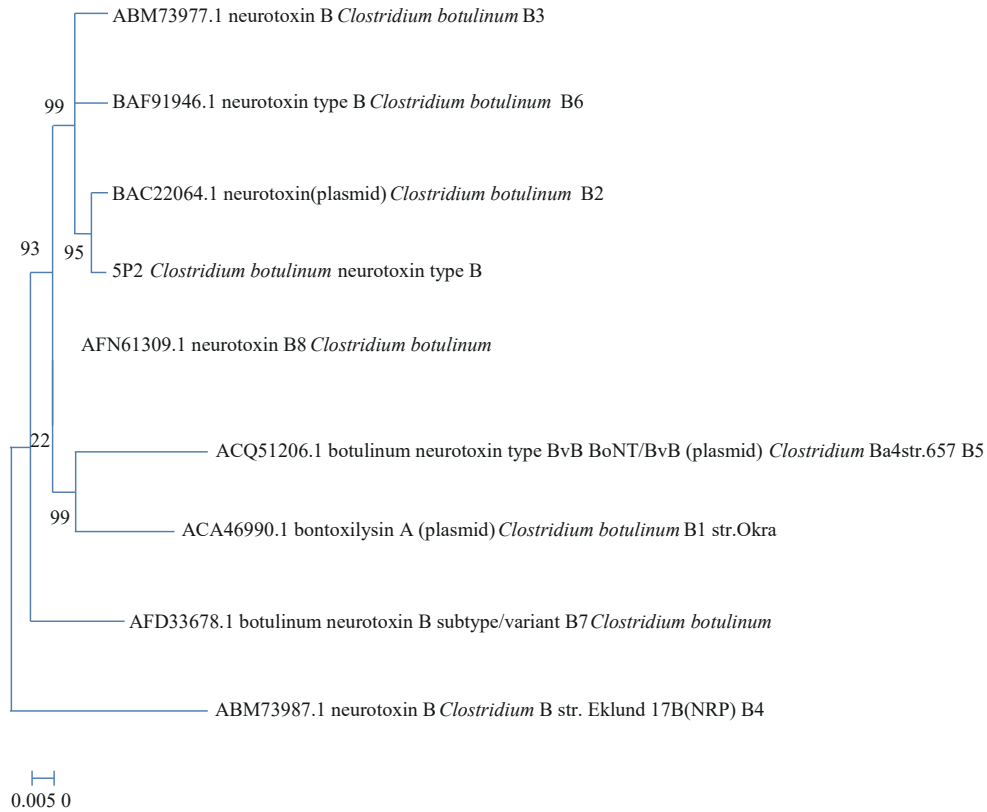 ABM73977.1 neurotoxin B Clostridium botulinum B3
99
BAF91946.1 neurotoxin type B Clostridium botulinum B6
BAC22064.1 neurotoxin(plasmid) Clostridium botulinum B2
93
95
5P2 Clostridium botulinum neurotoxin type B
AFN61309.1 neurotoxin B8 Clostridium botulinum
22
ACQ51206.1 botulinum neurotoxin type BvB BoNT/BvB (plasmid) Clostridium Ba4str.657 B5
99
ACA46990.1 bontoxilysin A (plasmid) Clostridium botulinum B1 str.Okra
AFD33678.1 botulinum neurotoxin B subtype/variant B7 Clostridium botulinum
ABM73987.1 neurotoxin B Clostridium B str. Eklund 17B(NRP) B4
0.005 0